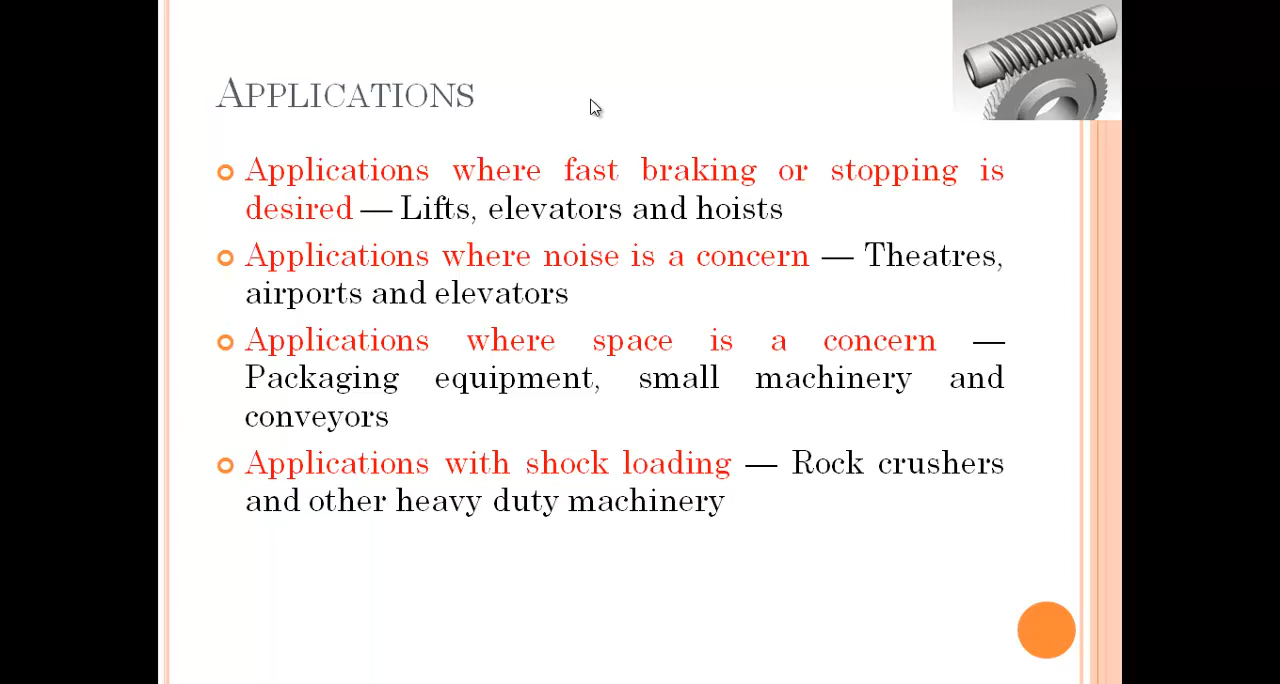 APPLICATIONS
Applications where fast braking or stopping is
desired — Lifts, elevators and hoists
Applications where noise is a concern — Theatres,
airports and elevators
Applications where space is a concern —
Packaging equipment, small machinery and
conveyors
Applications with shock loading — Rock crushers
and other heavy duty machinery